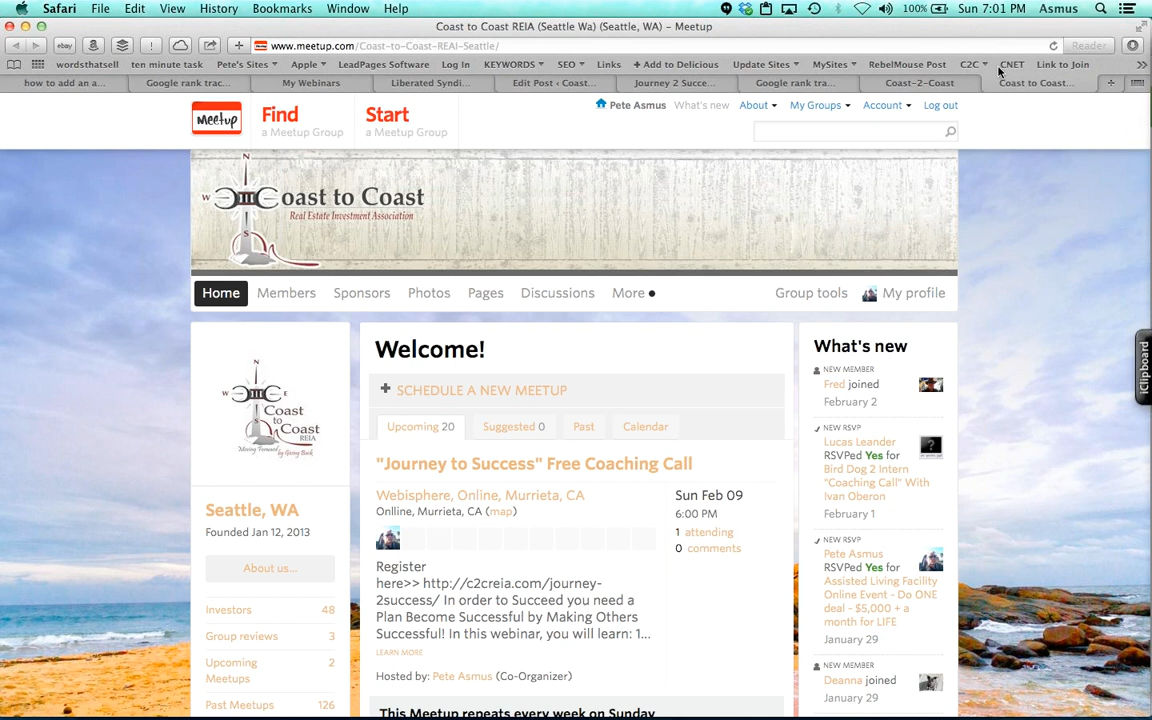 Safari File Edit View History Bookmarks Window Help 100% Sun 7:01 PM Asmus
Coast to Coast REIA (Seattle Wa) (Seattle, WA) – Meetup
ebay www.meetup.com/Coast-to-Coast-REAI-Seattle/ Reader
wordsthatsell ten minute task Pete's Sites Apple LeadPages Software Log In KEYWORDS SEO Links + Add to Delicious Update Sites MySites RebelMouse Post C2C CNET Link to Join
how to add an a... Google rank trac... My Webinars Liberated Syndi... Edit Post ‹ Coast... Journey 2 Succe... Google rank tra... Coast-2-Coast Coast to Coast...
Meetup
Find
a Meetup Group
Start
a Meetup Group
Pete Asmus What's new About My Groups Account Log out
N
W
Coast to Coast
Real Estate Investment Association
S
Home Members Sponsors Photos Pages Discussions More Group tools My profile
N
W E
Coast
to
Coast
REIA
S
Moving Forward by Giving Back
Seattle, WA
Founded Jan 12, 2013
About us...
Investors 48
Group reviews 3
Upcoming Meetups 2
Past Meetups 126
Welcome!
+ SCHEDULE A NEW MEETUP
Upcoming 20 Suggested 0 Past Calendar
"Journey to Success" Free Coaching Call
Webisphere, Online, Murrieta, CA
Onlline, Murrieta, CA (map)
Sun Feb 09
6:00 PM
1 attending
0 comments
Register
here>> http://c2creia.com/journey-
2success/ In order to Succeed you need a
Plan Become Successful by Making Others
Successful! In this webinar, you will learn: 1...
LEARN MORE
Hosted by: Pete Asmus (Co-Organizer)
This Meetup repeats every week on Sunday
What's new
NEW MEMBER
Fred joined
February 2
NEW RSVP
Lucas Leander
RSVPed Yes for
Bird Dog 2 Intern
"Coaching Call" With
Ivan Oberon
February 1
NEW RSVP
Pete Asmus
RSVPed Yes for
Assisted Living Facility
Online Event - Do ONE
deal - $5,000 + a
month for LIFE
January 29
NEW MEMBER
Deanna joined
January 29
iClipboard